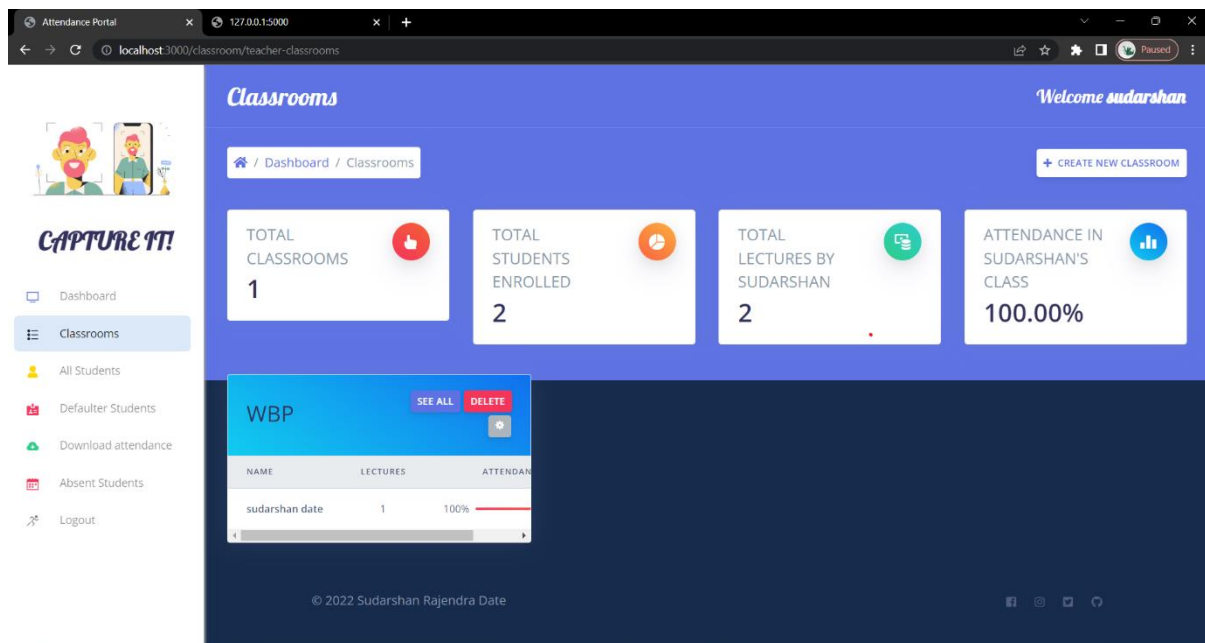 Attendance Portal
127.0.0.1:5000
localhost:3000/classroom/teacher-classrooms
Paused
CAPTURE IT!
Dashboard
Classrooms
All Students
Defaulter Students
Download attendance
Absent Students
Logout
Classrooms
Welcome sudarshan
/ Dashboard / Classrooms
+ CREATE NEW CLASSROOM
TOTAL
CLASSROOMS
1
TOTAL
STUDENTS
ENROLLED
2
TOTAL
LECTURES BY
SUDARSHAN
2
ATTENDANCE IN
SUDARSHAN'S
CLASS
100.00%
WBP
SEE ALL
DELETE
NAME LECTURES ATTENDAN
sudarshan date 1 100%
© 2022 Sudarshan Rajendra Date